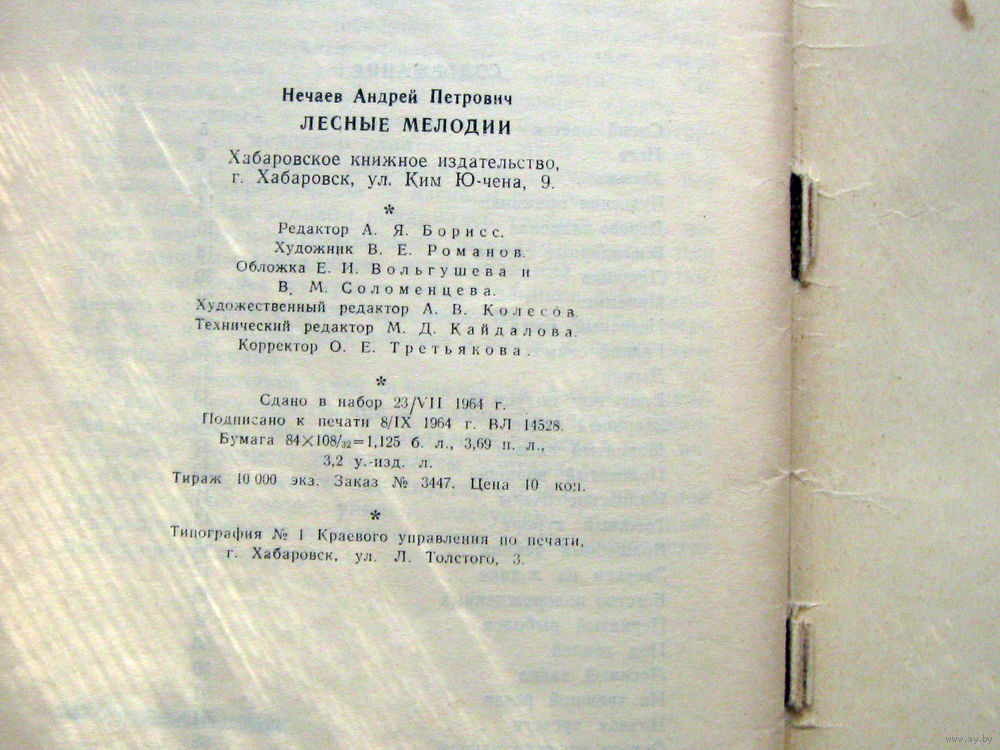 Нечаев Андрей Петрович
ЛЕСНЫЕ МЕЛОДИИ
Хабаровское книжное издательство,
г. Хабаровск, ул. Ким Ю-чена, 9.
*
Редактор А. Я. Борисс.
Художник В. Е. Романов.
Обложка Е. И. Вольгушева и
В. М. Соломенцева.
Художественный редактор А. В. Колесов.
Технический редактор М. Д. Кайдалова.
Корректор О. Е. Третьякова.
*
Сдано в набор 23/VII 1964 г.
Подписано к печати 8/IX 1964 г. ВЛ 14528.
Бумага 84×108/32=1,125 б. л., 3,69 п. л.,
3,2 у.-изд. л.
Тираж 10 000 экз. Заказ № 3447. Цена 10 коп.
*
Типография № 1 Краевого управления по печати,
г. Хабаровск, ул. Л. Толстого, 3.
www.ay.by